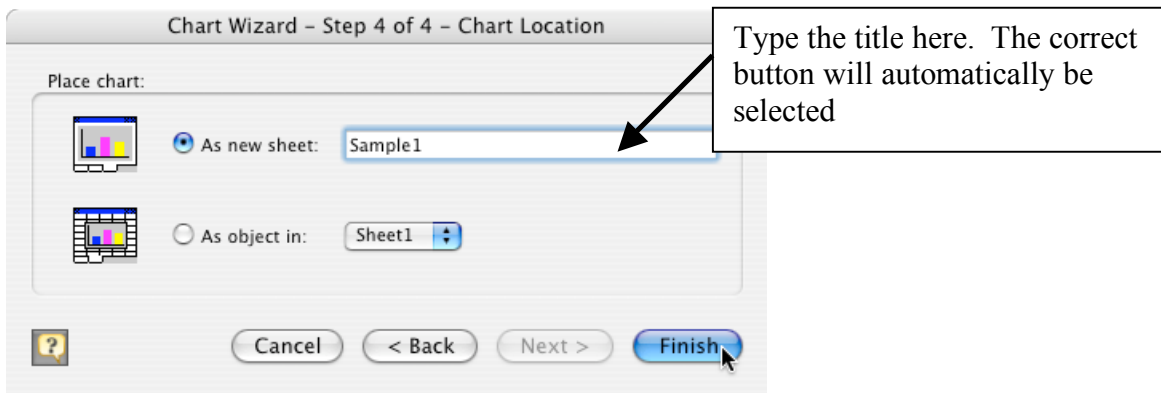 Chart Wizard – Step 4 of 4 – Chart Location
Type the title here. The correct
button will automatically be
selected
Place chart:
As new sheet:
Sample1
As object in:
Sheet1
?
Cancel
< Back
Next >
Finish